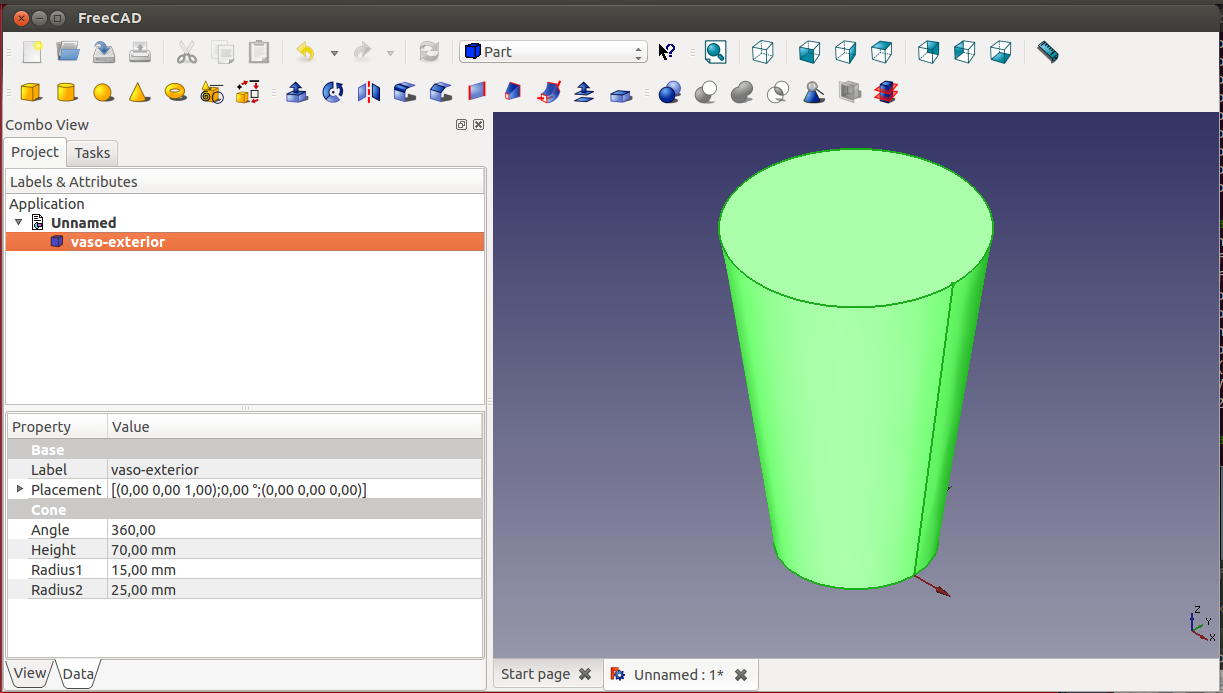 FreeCAD
Part
Combo View
Project Tasks
Labels & Attributes
Application
Unnamed
vaso-exterior
Property Value
Base
Label vaso-exterior
Placement [(0,00 0,00 1,00);0,00 °;(0,00 0,00 0,00)]
Cone
Angle 360,00
Height 70,00 mm
Radius1 15,00 mm
Radius2 25,00 mm
Z
Y
X
View Data
Start page Unnamed : 1*